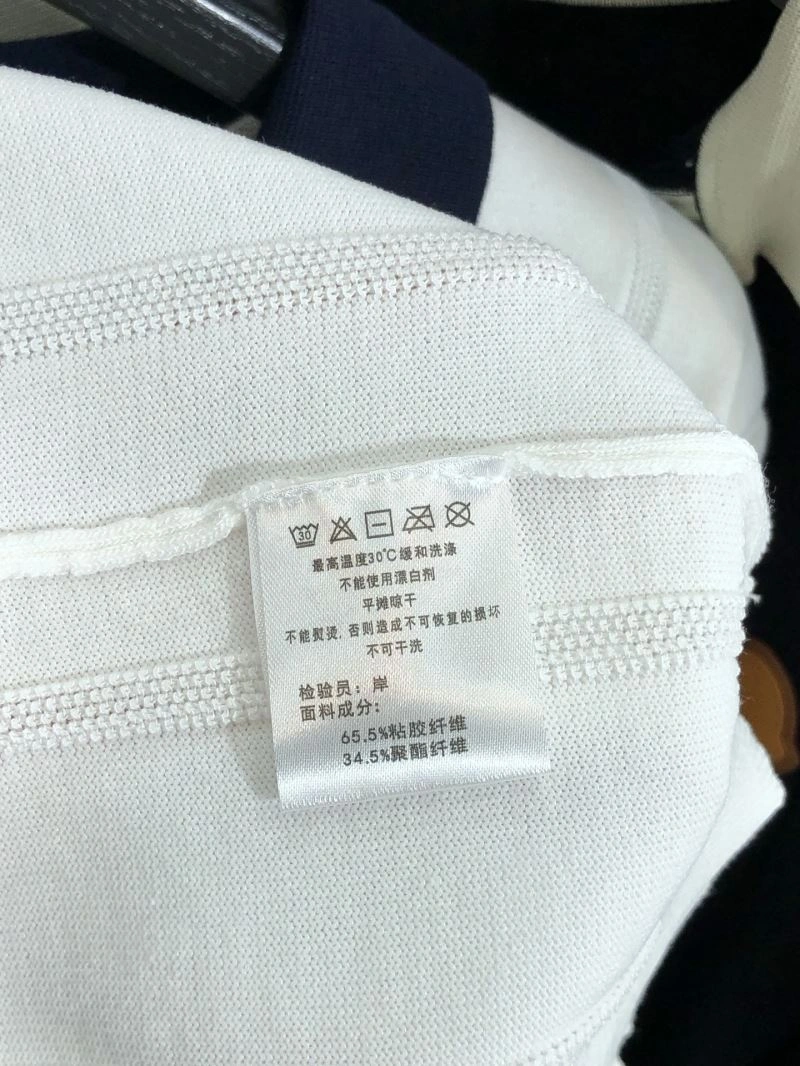 30
最高温度30℃缓和洗涤
不能使用漂白剂
平摊晾干
不能熨烫,否则造成不可恢复的损坏
不可干洗
检验员：岸
面料成分:
65.5%粘胶纤维
34.5%聚酯纤维